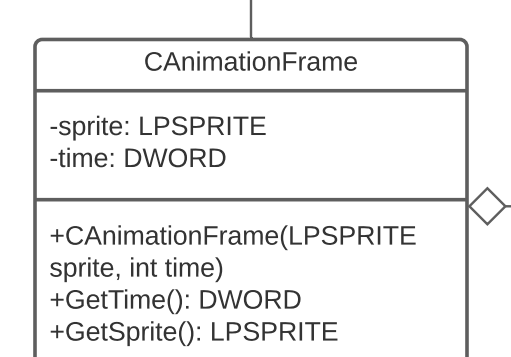 CAnimationFrame
-sprite: LPSPRITE
-time: DWORD
+CAnimationFrame(LPSPRITE
sprite, int time)
+GetTime(): DWORD
+GetSprite(): LPSPRITE